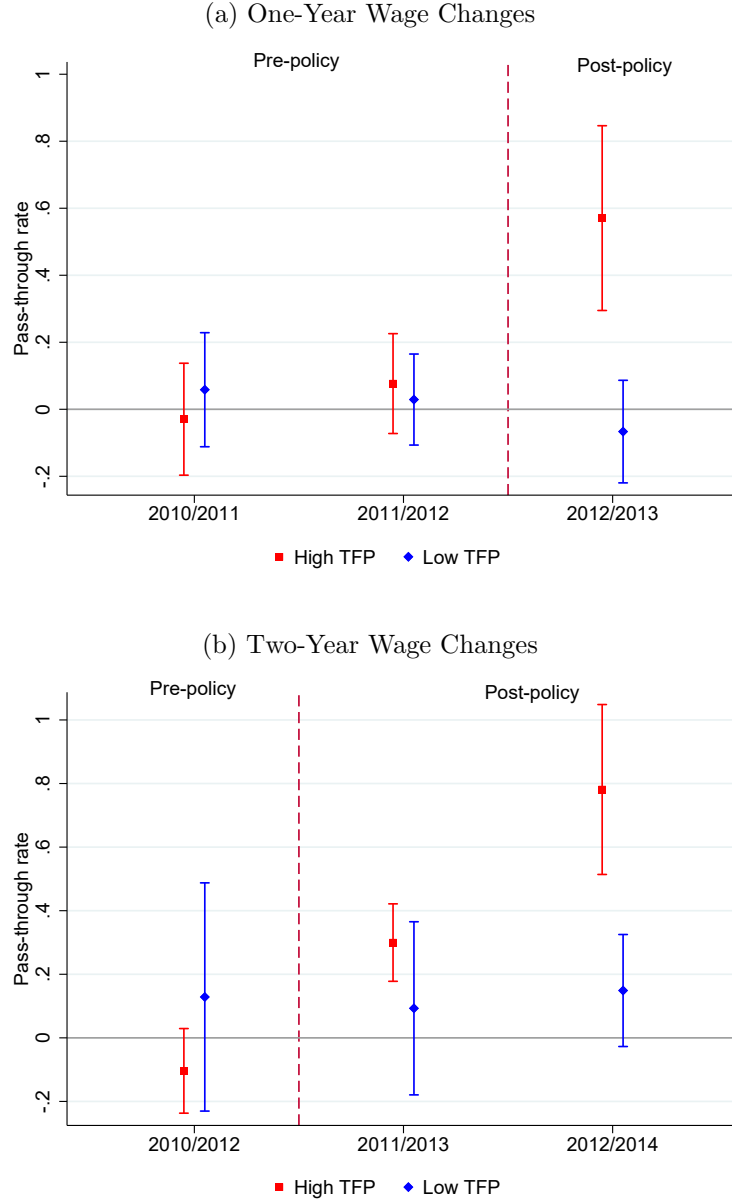 (a) One-Year Wage Changes
Pre-policy
Post-policy
Pass-through rate
1
.8
.6
.4
.2
0
-.2
2010/2011
2011/2012
2012/2013
High TFP
Low TFP
(b) Two-Year Wage Changes
Pre-policy
Post-policy
Pass-through rate
1
.8
.6
.4
.2
0
-.2
2010/2012
2011/2013
2012/2014
High TFP
Low TFP